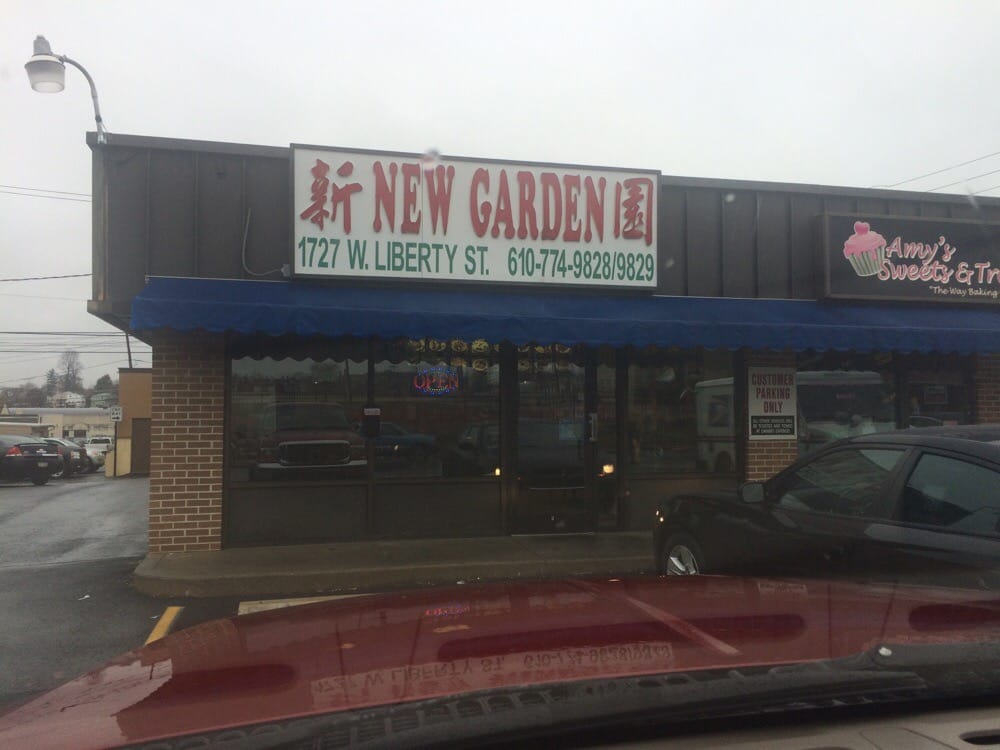 新 NEW GARDEN 園
1727 W. LIBERTY ST. 610-774-9828/9829
Amy's
Sweets & Tr
"The Way Baking
OPEN
CUSTOMER
PARKING
ONLY